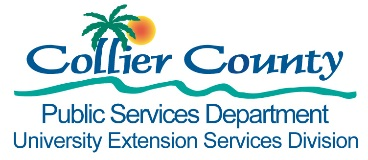 Collier County
Public Services Department
University Extension Services Division